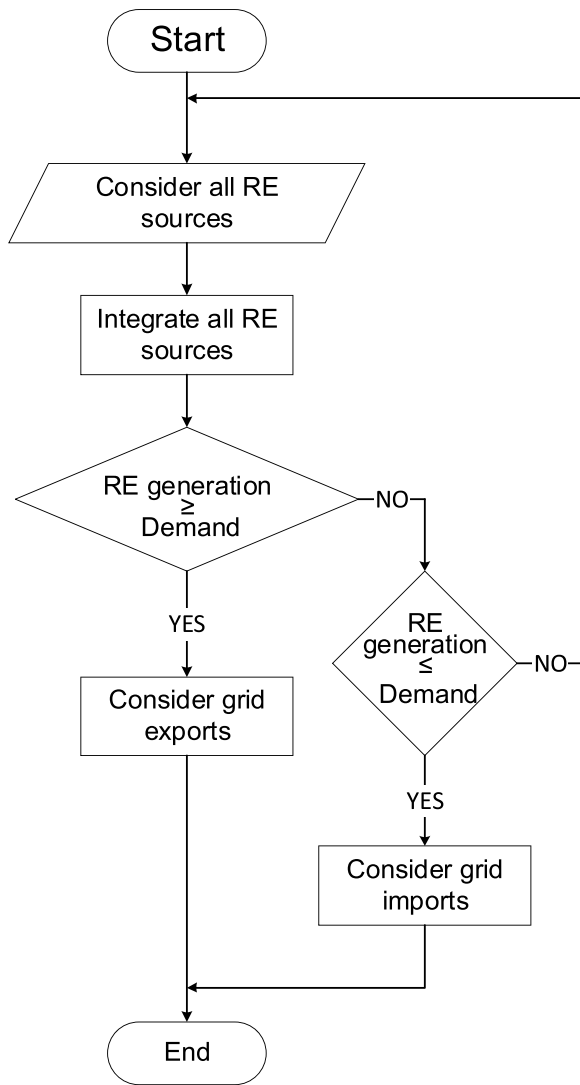 Start
Consider all RE
sources
Integrate all RE
sources
RE generation
≥
Demand
NO
YES
RE
generation
≤
Demand
NO
Consider grid
exports
YES
Consider grid
imports
End